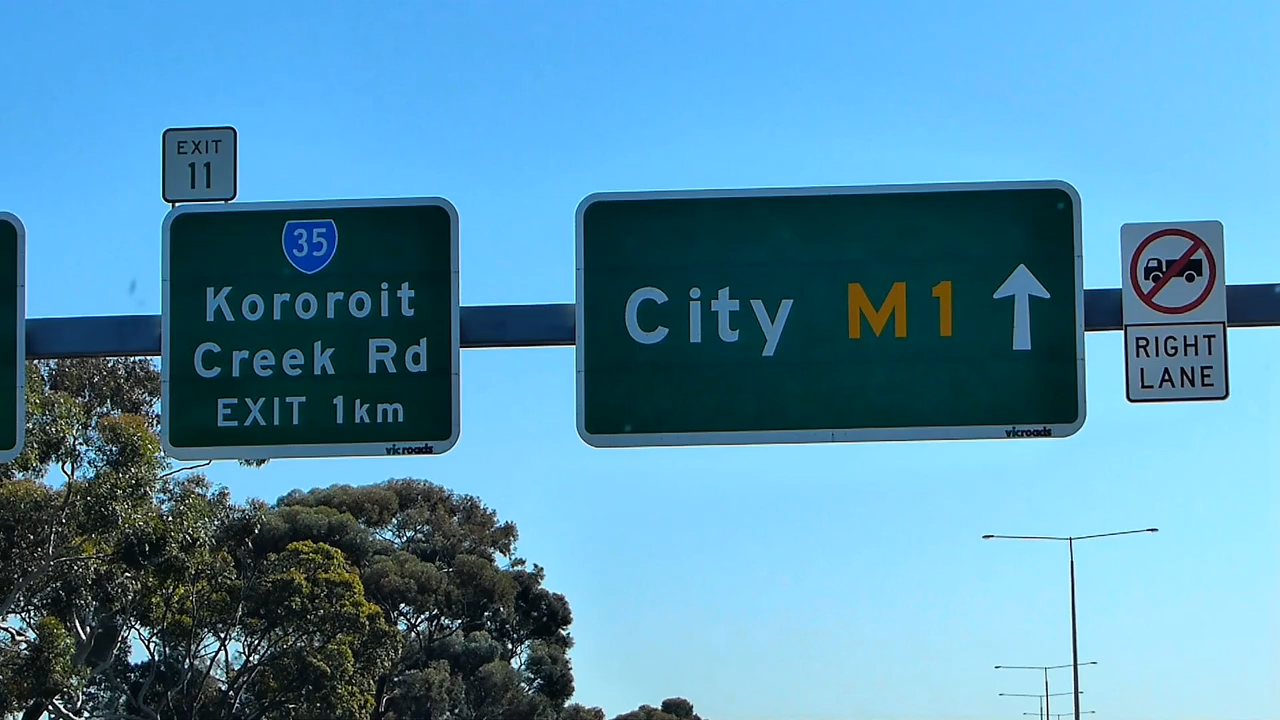 EXIT
11
35
Kororoit
Creek Rd
EXIT 1km
vicroads
City M1
vicroads
RIGHT
LANE